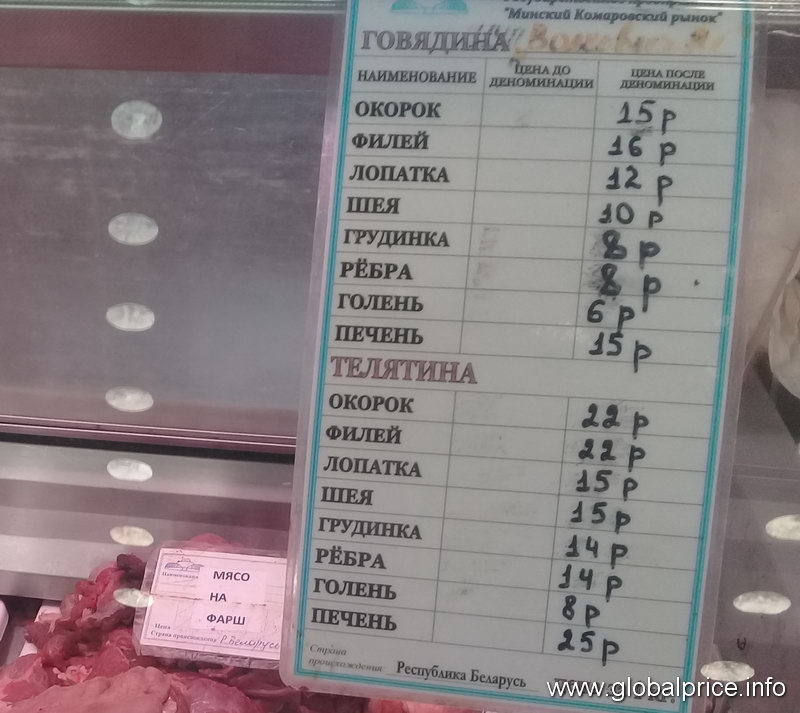 "Минский Комаровский рынок"
ГОВЯДИНА
НАИМЕНОВАНИЕ ЦЕНА ДО ДЕНОМИНАЦИИ ЦЕНА ПОСЛЕ ДЕНОМИНАЦИИ
ОКОРОК 15 р
ФИЛЕЙ 16 р
ЛОПАТКА 12 р
ШЕЯ 10 р
ГРУДИНКА 8 р
РЁБРА 8 р
ГОЛЕНЬ 6 р
ПЕЧЕНЬ 15 р
ТЕЛЯТИНА
ОКОРОК 22 р
ФИЛЕЙ 22 р
ЛОПАТКА 15 р
ШЕЯ 15 р
ГРУДИНКА 14 р
РЁБРА 14 р
ГОЛЕНЬ 8 р
ПЕЧЕНЬ 25 р
Страна
происхождения Республика Беларусь
МЯСО
НА
ФАРШ
Цена
Страна происхождения Р. Беларусь
www.globalprice.info